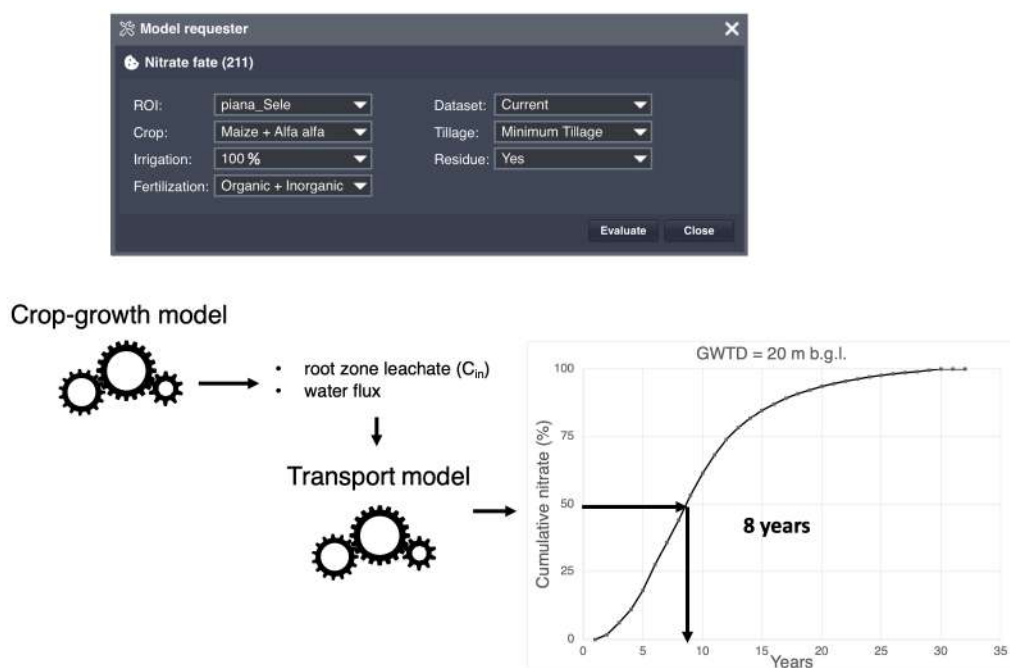 Model requester
Nitrate fate (211)
ROI: piana_Sele Dataset: Current
Crop: Maize + Alfa alfa Tillage: Minimum Tillage
Irrigation: 100 % Residue: Yes
Fertilization: Organic + Inorganic
Evaluate Close
Crop-growth model
• root zone leachate (Cin)
• water flux
Transport model
GWTD = 20 m b.g.l.
Cumulative nitrate (%)
100
75
50
25
0
8 years
0 5 10 15 20 25 30 35
Years